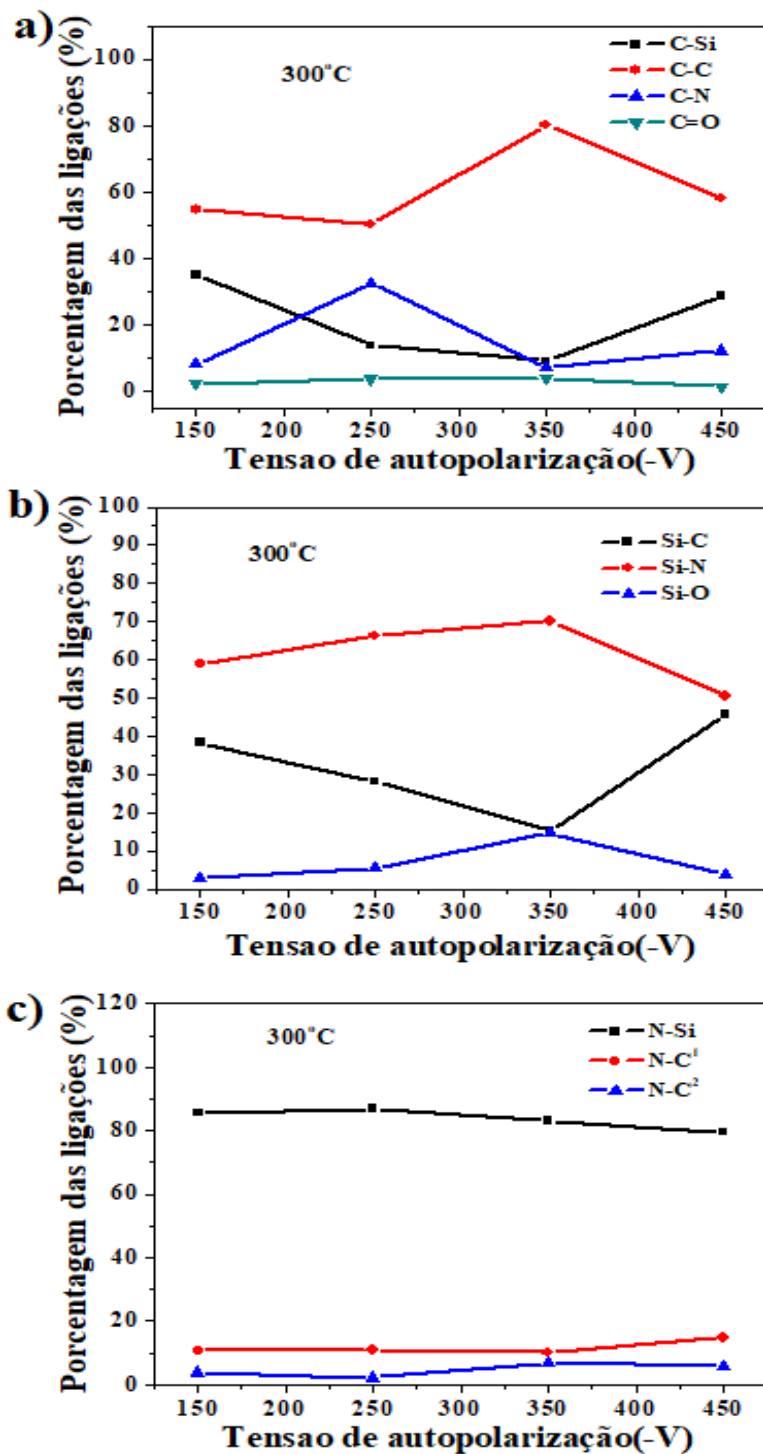 a)
300°C
C-Si
C-C
C-N
C=O
Porcentagem das ligações (%)
100
80
60
40
20
0
150 200 250 300 350 400 450
Tensao de autopolarização(-V)
b)
300°C
Si-C
Si-N
Si-O
Porcentagem das ligações (%)
100
90
80
70
60
50
40
30
20
10
0
150 200 250 300 350 400 450
Tensao de autopolarização(-V)
c)
300°C
N-Si
N-C¹
N-C²
Porcentagem das ligações (%)
120
100
80
60
40
20
0
150 200 250 300 350 400 450
Tensao de autopolarização(-V)